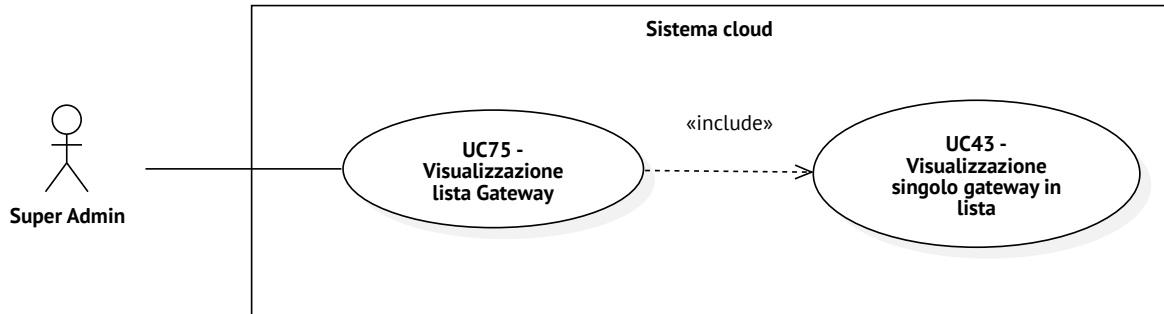 Sistema cloud
Super Admin
UC75 -
Visualizzazione
lista Gateway
«include»
UC43 -
Visualizzazione
singolo gateway in
lista